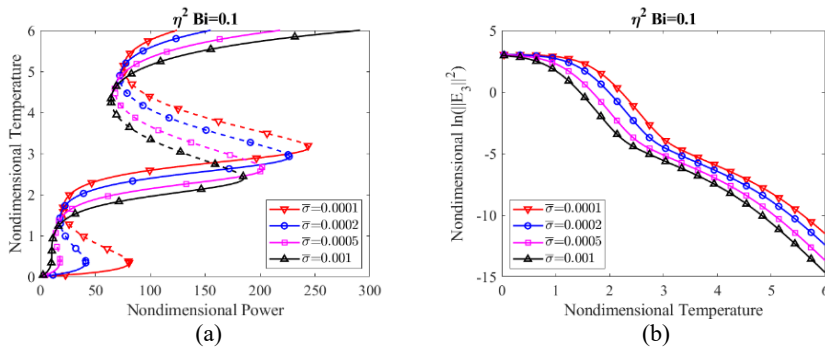 η² Bi=0.1
Nondimensional Temperature
6
5
4
3
2
1
0
σ̅=0.0001
σ̅=0.0002
σ̅=0.0005
σ̅=0.001
0 50 100 150 200 250 300
Nondimensional Power
(a)
η² Bi=0.1
Nondimensional ln(||E₃||²)
5
0
-5
-10
-15
σ̅=0.0001
σ̅=0.0002
σ̅=0.0005
σ̅=0.001
0 1 2 3 4 5 6
Nondimensional Temperature
(b)